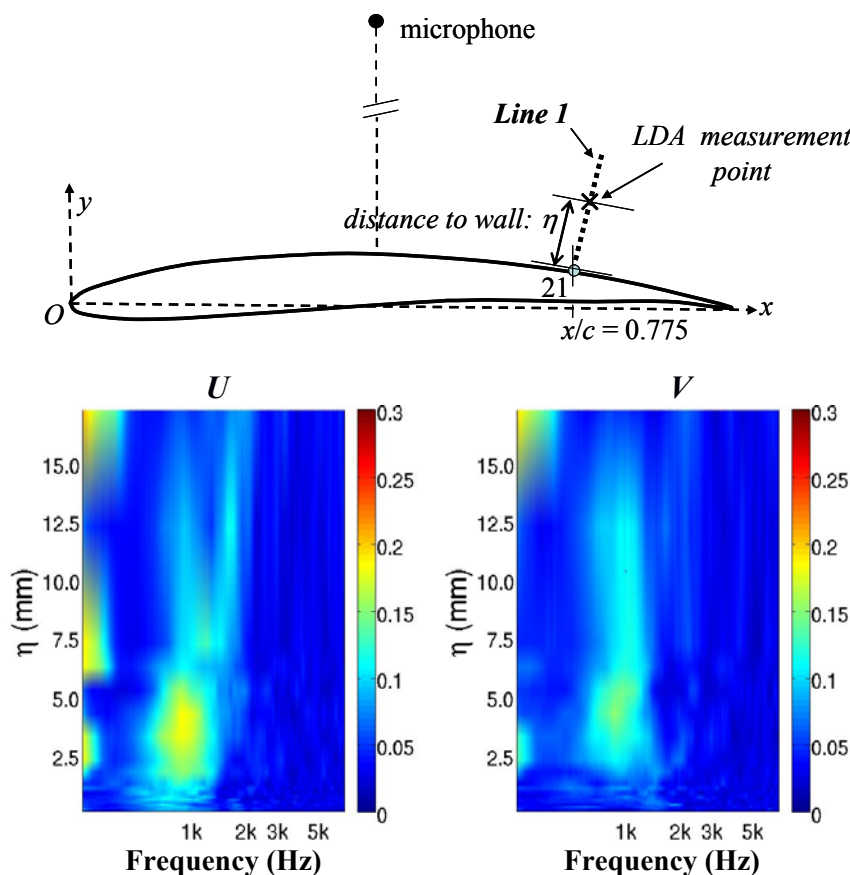 microphone
Line 1
LDA measurement
point
y
distance to wall: η
21
O
x
x/c = 0.775
U
V
15.0
12.5
10.0
7.5
5.0
2.5
η (mm)
1k 2k 3k 5k
Frequency (Hz)
0.3
0.25
0.2
0.15
0.1
0.05
0
15.0
12.5
10.0
7.5
5.0
2.5
η (mm)
1k 2k 3k 5k
Frequency (Hz)
0.3
0.25
0.2
0.15
0.1
0.05
0